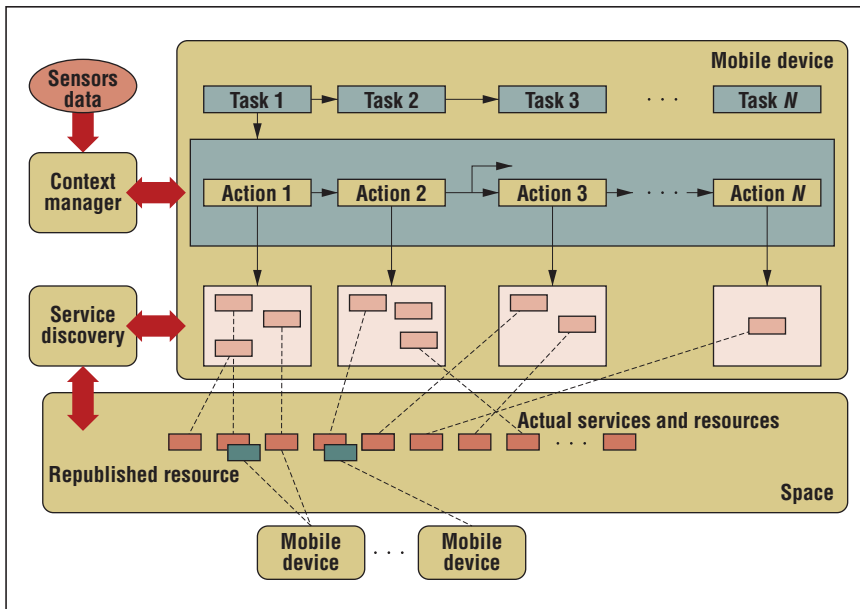 Mobile device
Sensors
data
Task 1
Task 2
Task 3
. . .
Task N
Context
manager
Action 1
Action 2
Action 3
. . .
Action N
Service
discovery
Actual services and resources
. . .
Republished resource
Space
Mobile
device
. . .
Mobile
device